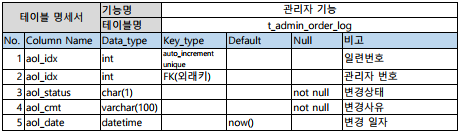 테이블 명세서 기능명 관리자 기능
테이블명 t_admin_order_log
No. Column Name Data_type Key_type Default Null 비고
1 aol_idx int auto_increment unique 일련번호
2 aol_idx int FK(외래키) 관리자 번호
3 aol_status char(1) not null 변경상태
4 aol_cmt varchar(100) not null 변경사유
5 aol_date datetime now() 변경 일자